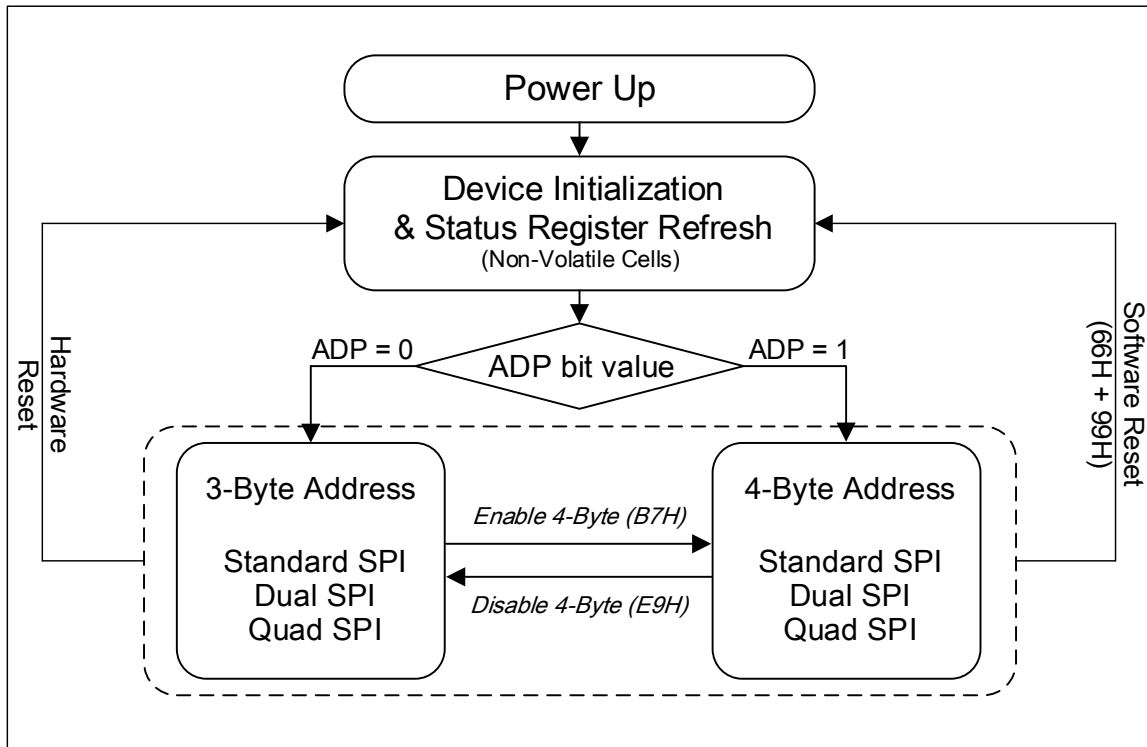 Power Up
Device Initialization
& Status Register Refresh
(Non-Volatile Cells)
ADP = 0
ADP bit value
ADP = 1
Hardware
Reset
Software Reset
(66H + 99H)
3-Byte Address
Standard SPI
Dual SPI
Quad SPI
Enable 4-Byte (B7H)
Disable 4-Byte (E9H)
4-Byte Address
Standard SPI
Dual SPI
Quad SPI